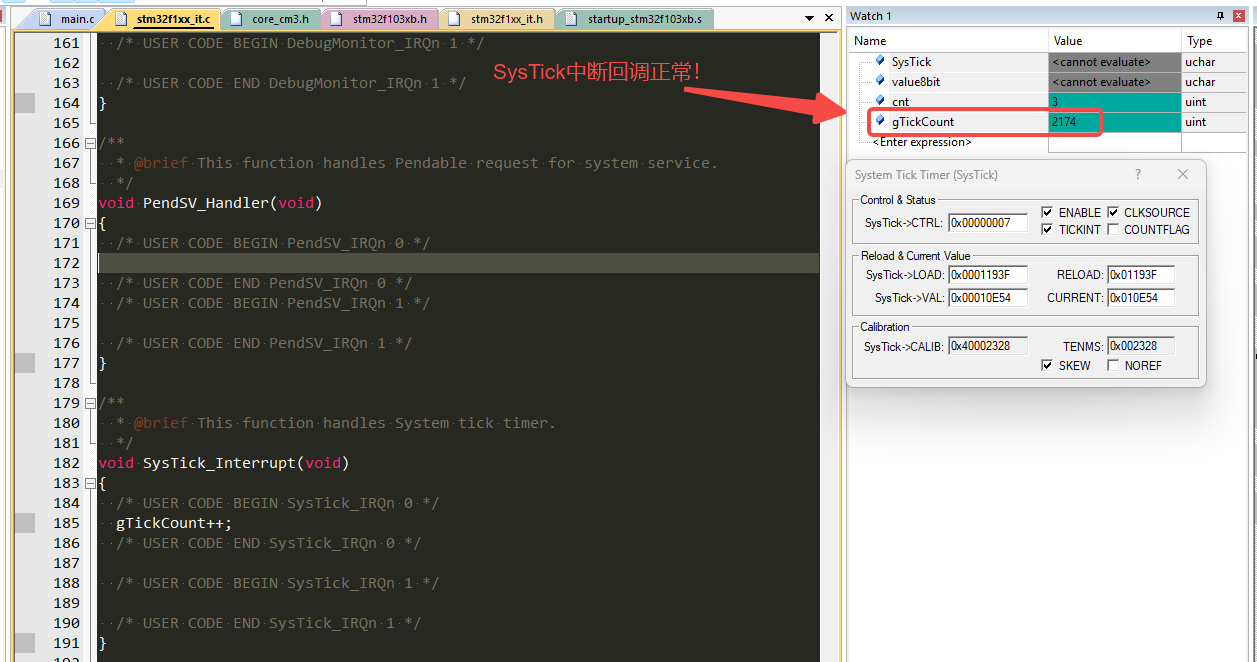 main.c
stm32f1xx_it.c
core_cm3.h
stm32f103xb.h
stm32f1xx_it.h
startup_stm32f103xb.s
161 /* USER CODE BEGIN DebugMonitor_IRQn 1 */
162
163 /* USER CODE END DebugMonitor_IRQn 1 */
164 }
165
166 /**
167 * @brief This function handles Pendable request for system service.
168 */
169 void PendSV_Handler(void)
170 {
171 /* USER CODE BEGIN PendSV_IRQn 0 */
172
173 /* USER CODE END PendSV_IRQn 0 */
174 /* USER CODE BEGIN PendSV_IRQn 1 */
175
176 /* USER CODE END PendSV_IRQn 1 */
177 }
178
179 /**
180 * @brief This function handles System tick timer.
181 */
182 void SysTick_Interrupt(void)
183 {
184 /* USER CODE BEGIN SysTick_IRQn 0 */
185 gTickCount++;
186 /* USER CODE END SysTick_IRQn 0 */
187
188 /* USER CODE BEGIN SysTick_IRQn 1 */
189
190 /* USER CODE END SysTick_IRQn 1 */
191 }
SysTick中断回调正常!
Watch 1
Name Value Type
SysTick <cannot evaluate> uchar
value8bit <cannot evaluate> uchar
cnt 3 uint
gTickCount 2174 uint
<Enter expression>
System Tick Timer (SysTick) ?
Control & Status
SysTick->CTRL: 0x00000007 ENABLE CLKSOURCE
TICKINT COUNTFLAG
Reload & Current Value
SysTick->LOAD: 0x0001193F RELOAD: 0x01193F
SysTick->VAL: 0x00010E54 CURRENT: 0x010E54
Calibration
SysTick->CALIB: 0x40002328 TENMS: 0x002328
SKEW NOREF